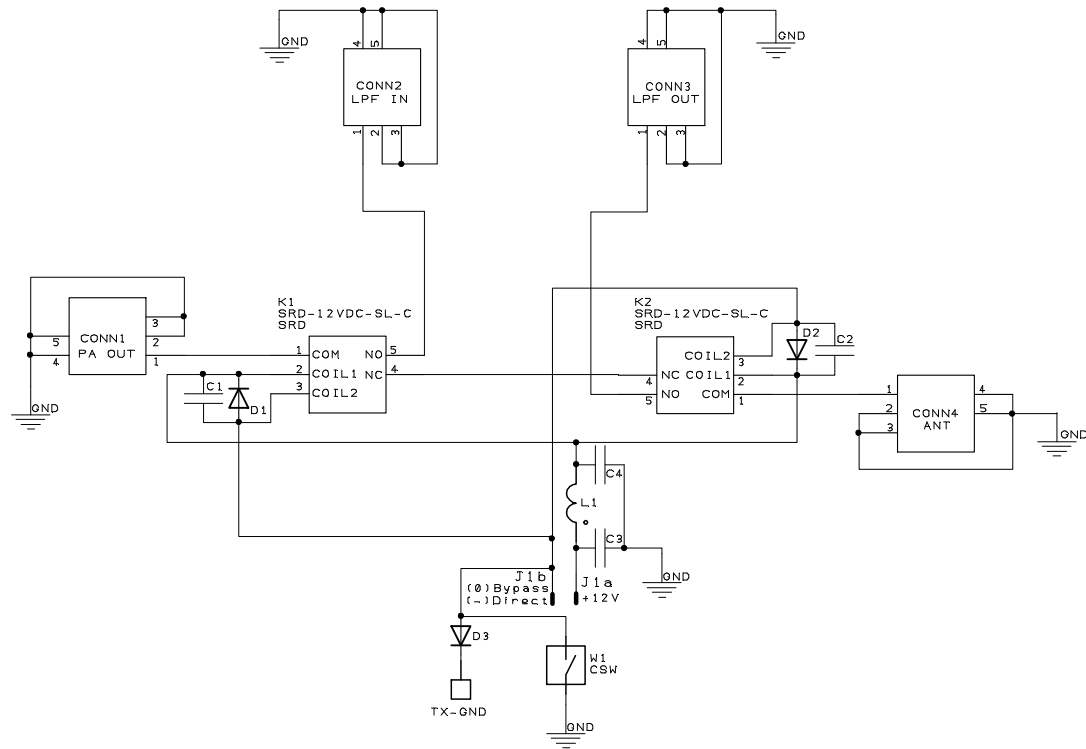 GND
4
5
CONN2
LPF IN
1
2
3
4
5
CONN3
LPF OUT
1
2
3
GND
CONN1
PA OUT
3
2
1
5
4
GND
K1
SRD-12VDC-SL-C
SRD
1
2
3
COM
COIL1
COIL2
NO
NC
5
4
C1
D1
K2
SRD-12VDC-SL-C
SRD
COIL2
NC COIL1
NO
COM
4
5
3
2
1
D2
C2
1
2
3
CONN4
ANT
4
5
GND
C4
L1
C3
GND
J1b
(0)Bypass
(-)Direct
J1a
+12V
D3
TX-GND
W1
CSW
GND